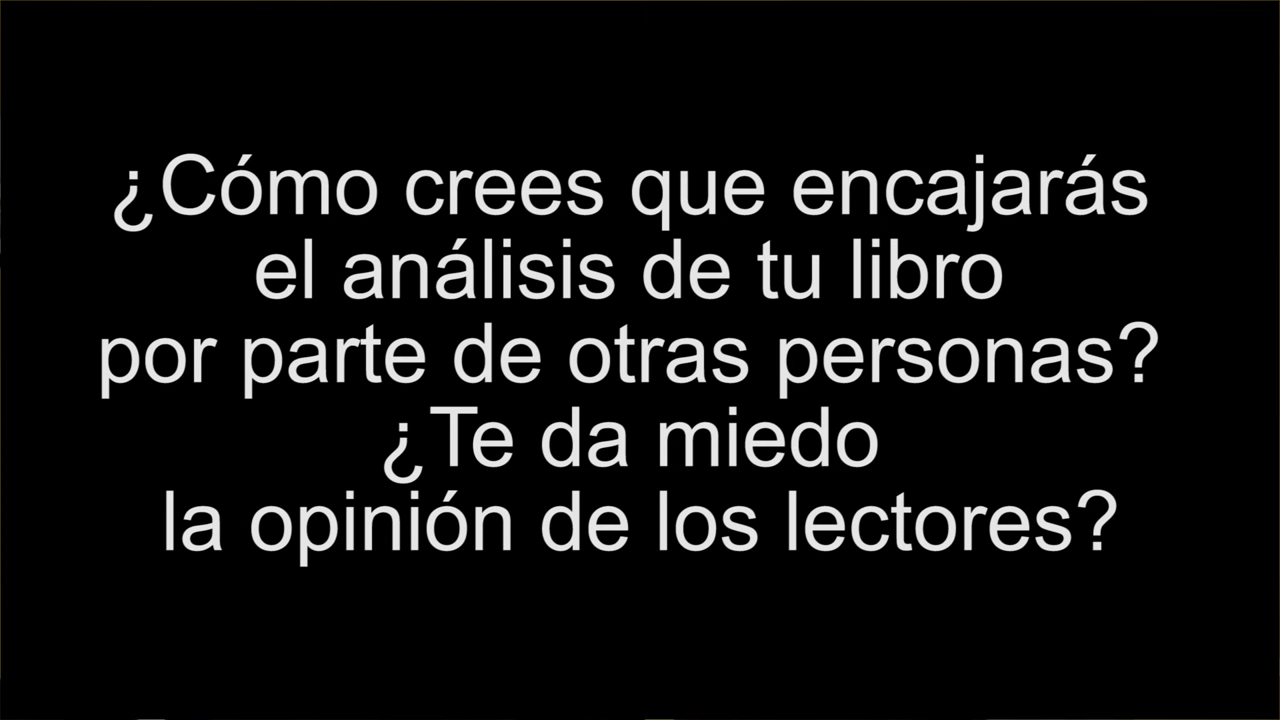 ¿Cómo crees que encajarás
el análisis de tu libro
por parte de otras personas?
¿Te da miedo
la opinión de los lectores?